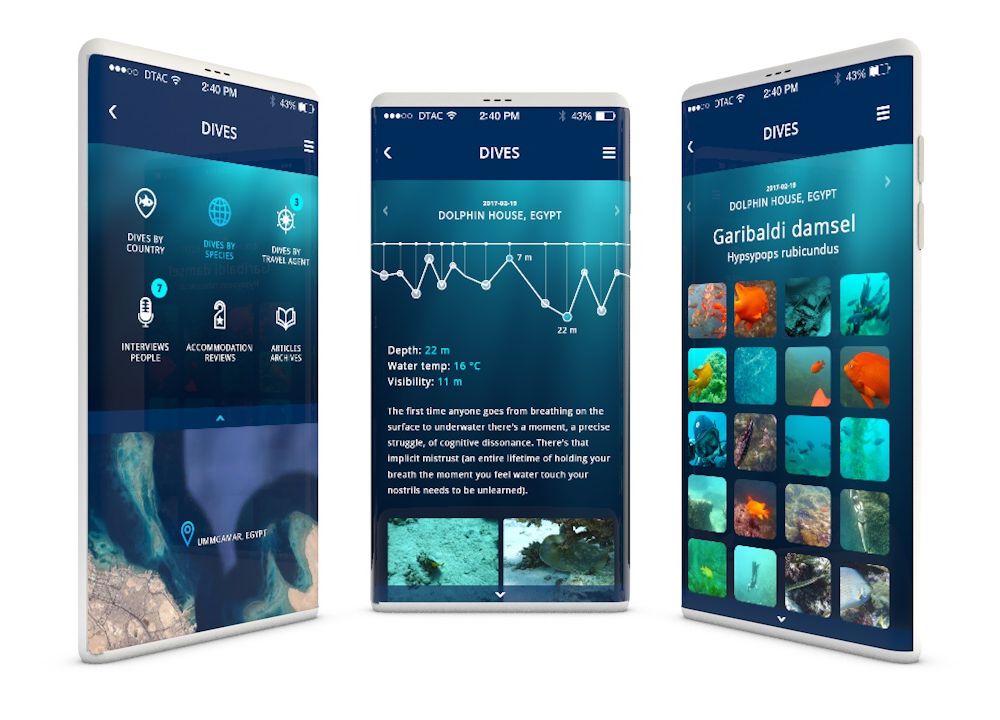 DTAC
2:40 PM
43%
DIVES
DIVES BY
COUNTRY
DIVES BY
SPECIES
3
DIVES BY
TRAVEL AGENT
7
INTERVIEWS
PEOPLE
ACCOMMODATION
REVIEWS
ARTICLES
ARCHIVES
UMMGAMAR, EGYPT
DTAC
2:40 PM
43%
DIVES
2017-02-19
DOLPHIN HOUSE, EGYPT
7 m
22 m
Depth: 22 m
Water temp: 16 °C
Visibility: 11 m
The first time anyone goes from breathing on the
surface to underwater there's a moment, a precise
struggle, of cognitive dissonance. There's that
implicit mistrust (an entire lifetime of holding your
breath the moment you feel water touch your
nostrils needs to be unlearned).
DTAC
2:40 PM
43%
DIVES
2017-02-19
DOLPHIN HOUSE, EGYPT
Garibaldi damsel
Hypsypops rubicundus